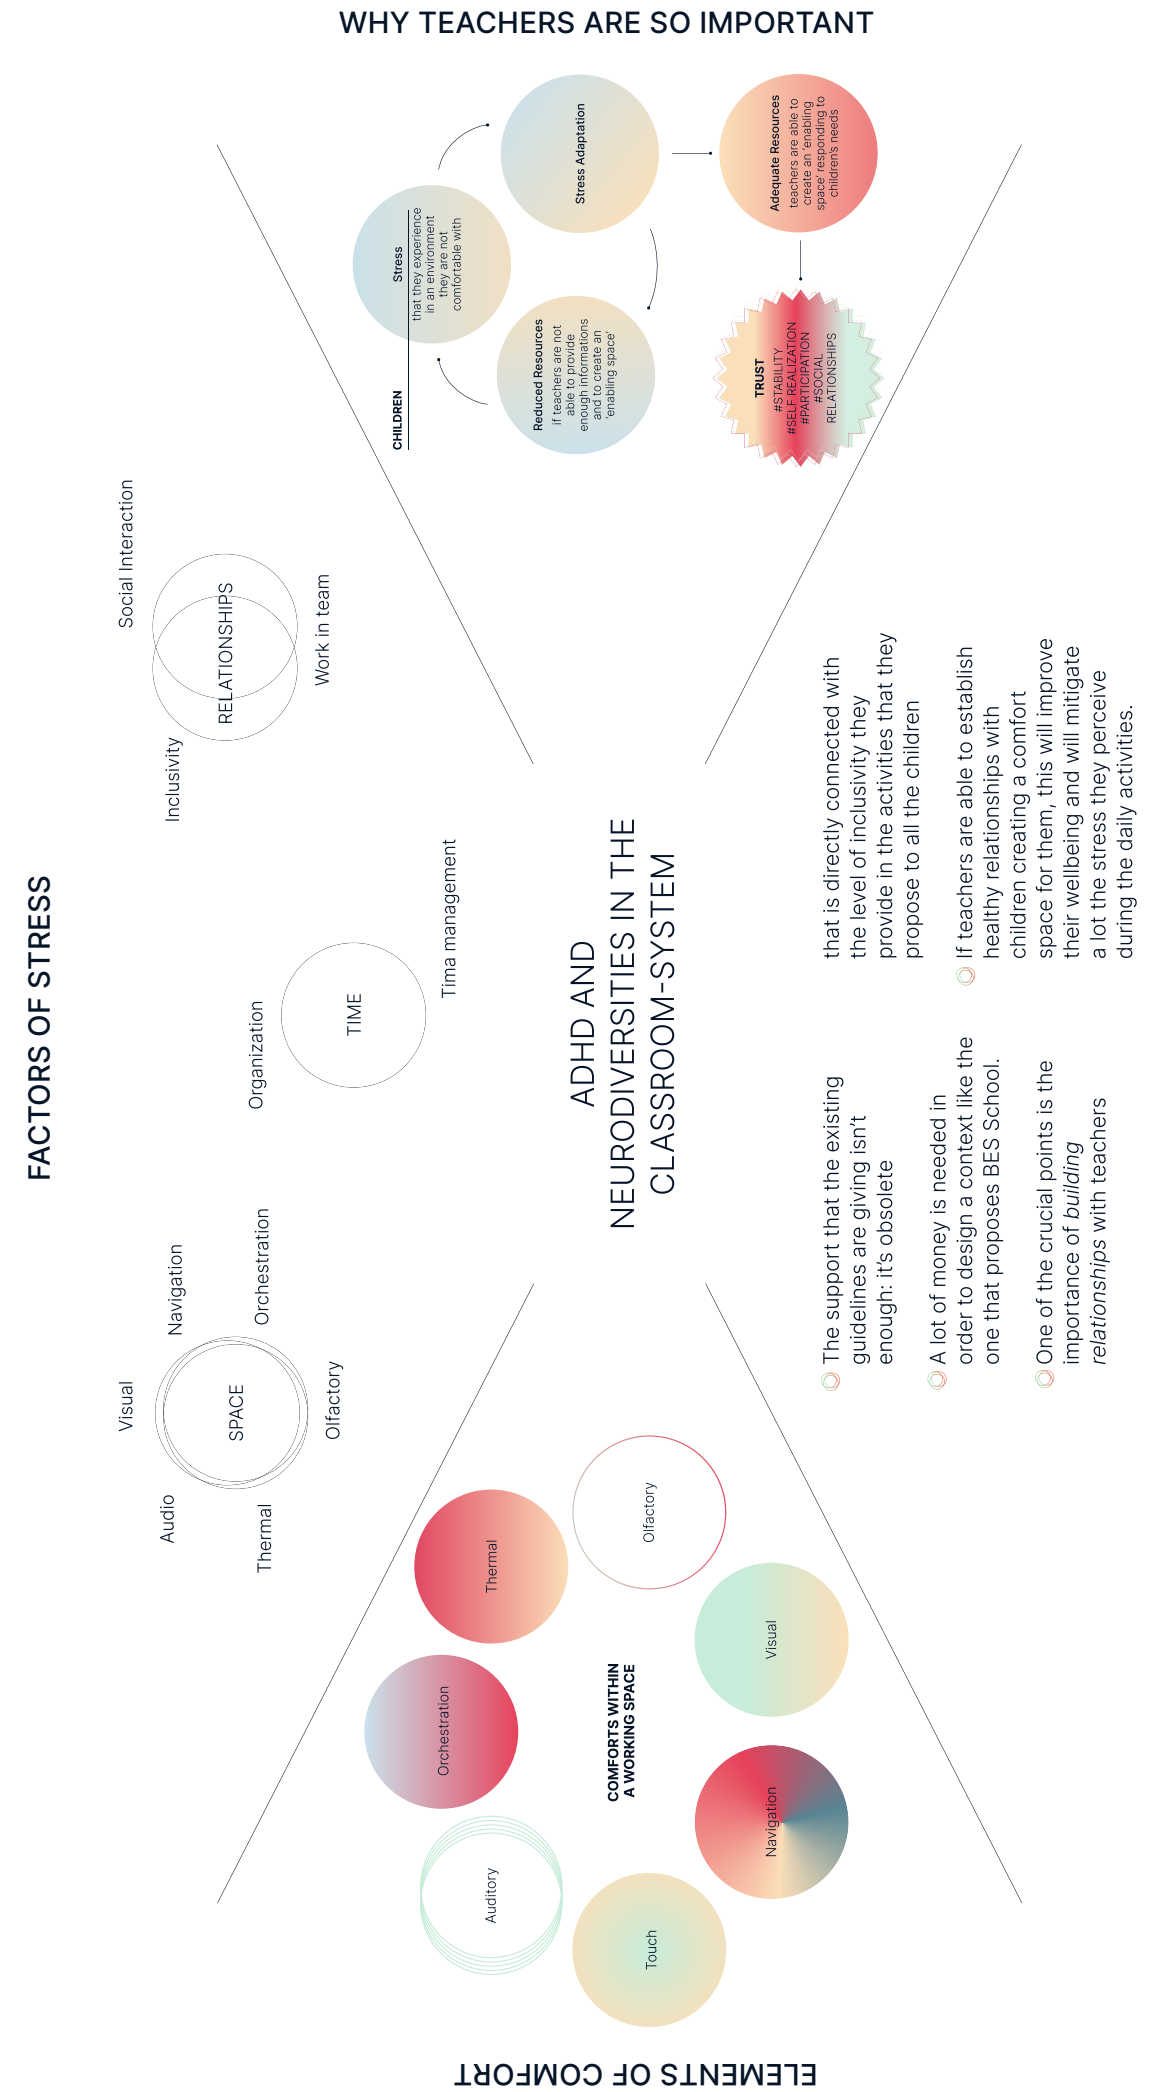 FACTORS OF STRESS
Visual
Audio
Navigation
SPACE
Thermal
Orchestration
Olfactory
Organization
TIME
Tima management
Social Interaction
Inclusivity
RELATIONSHIPS
Work in team
ELEMENTS OF COMFORT
Orchestration
Auditory
Thermal
COMFORTS WITHIN
A WORKING SPACE
Touch
Olfactory
Navigation
Visual
ADHD AND
NEURODIVERSITIES IN THE
CLASSROOM-SYSTEM
WHY TEACHERS ARE SO IMPORTANT
CHILDREN
Stress
that they experience
in an environment
they are not
comfortable with
Stress Adaptation
Reduced Resources
if teachers are not
able to provide
enough informations
and to create an
‘enabling space’
Adequate Resources
teachers are able to
create an ‘enabling
space’ responding to
children’s needs
TRUST
#STABILITY
#SELF REALIZATION
#PARTICIPATION
#SOCIAL
RELATIONSHIPS
The support that the existing
guidelines are giving isn’t
enough: it’s obsolete
A lot of money is needed in
order to design a context like the
one that proposes BES School.
One of the crucial points is the
importance of building
relationships with teachers
that is directly connected with
the level of inclusivity they
provide in the activities that they
propose to all the children
If teachers are able to establish
healthy relationships with
children creating a comfort
space for them, this will improve
their wellbeing and will mitigate
a lot the stress they perceive
during the daily activities.